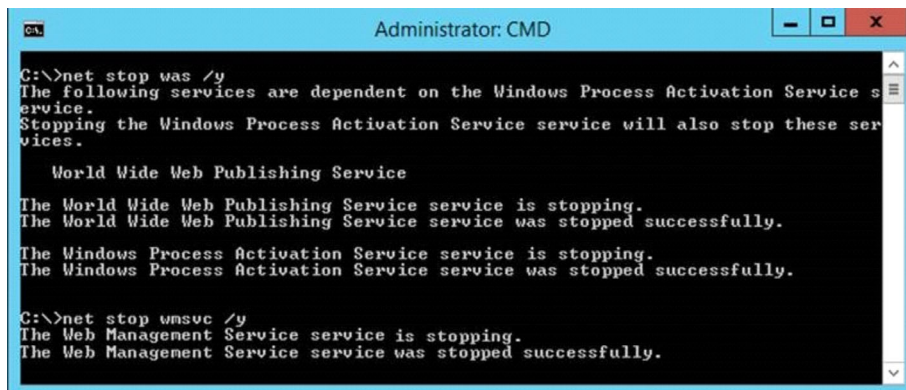 Administrator: CMD
C:\>net stop was /y
The following services are dependent on the Windows Process Activation Service s
ervice.
Stopping the Windows Process Activation Service service will also stop these ser
vices.
World Wide Web Publishing Service
The World Wide Web Publishing Service service is stopping.
The World Wide Web Publishing Service service was stopped successfully.
The Windows Process Activation Service service is stopping.
The Windows Process Activation Service service was stopped successfully.
C:\>net stop wmsvc /y
The Web Management Service service is stopping.
The Web Management Service service was stopped successfully.